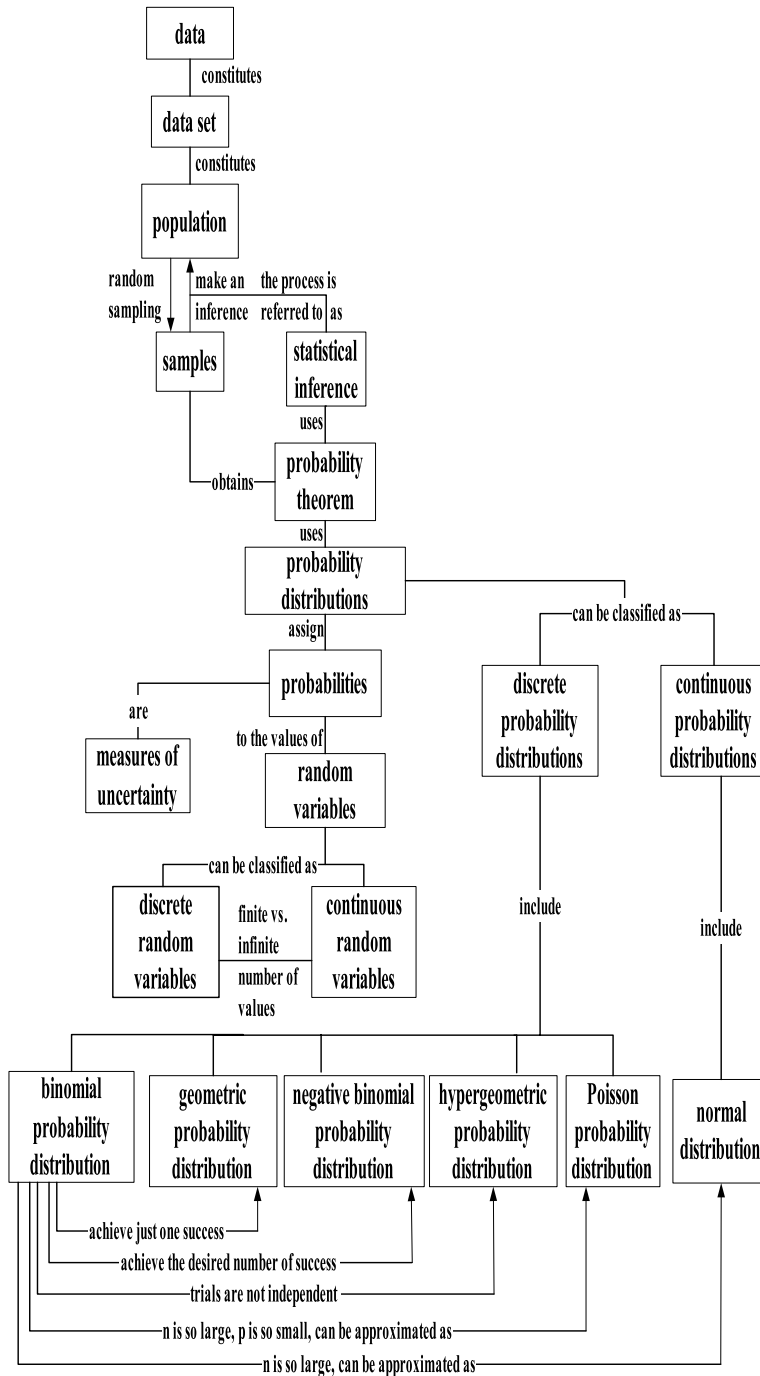 data
constitutes
data set
constitutes
population
random
sampling
make an
inference
the process is
referred to as
samples
statistical
inference
uses
obtains
probability
theorem
uses
probability
distributions
can be classified as
assign
probabilities
discrete
probability
distributions
continuous
probability
distributions
are
measures of
uncertainty
to the values of
random
variables
can be classified as
discrete
random
variables
finite vs.
infinite
number of
values
continuous
random
variables
include
include
binomial
probability
distribution
geometric
probability
distribution
negative binomial
probability
distribution
hypergeometric
probability
distribution
Poisson
probability
distribution
normal
distribution
achieve just one success
achieve the desired number of success
trials are not independent
n is so large, p is so small, can be approximated as
n is so large, can be approximated as